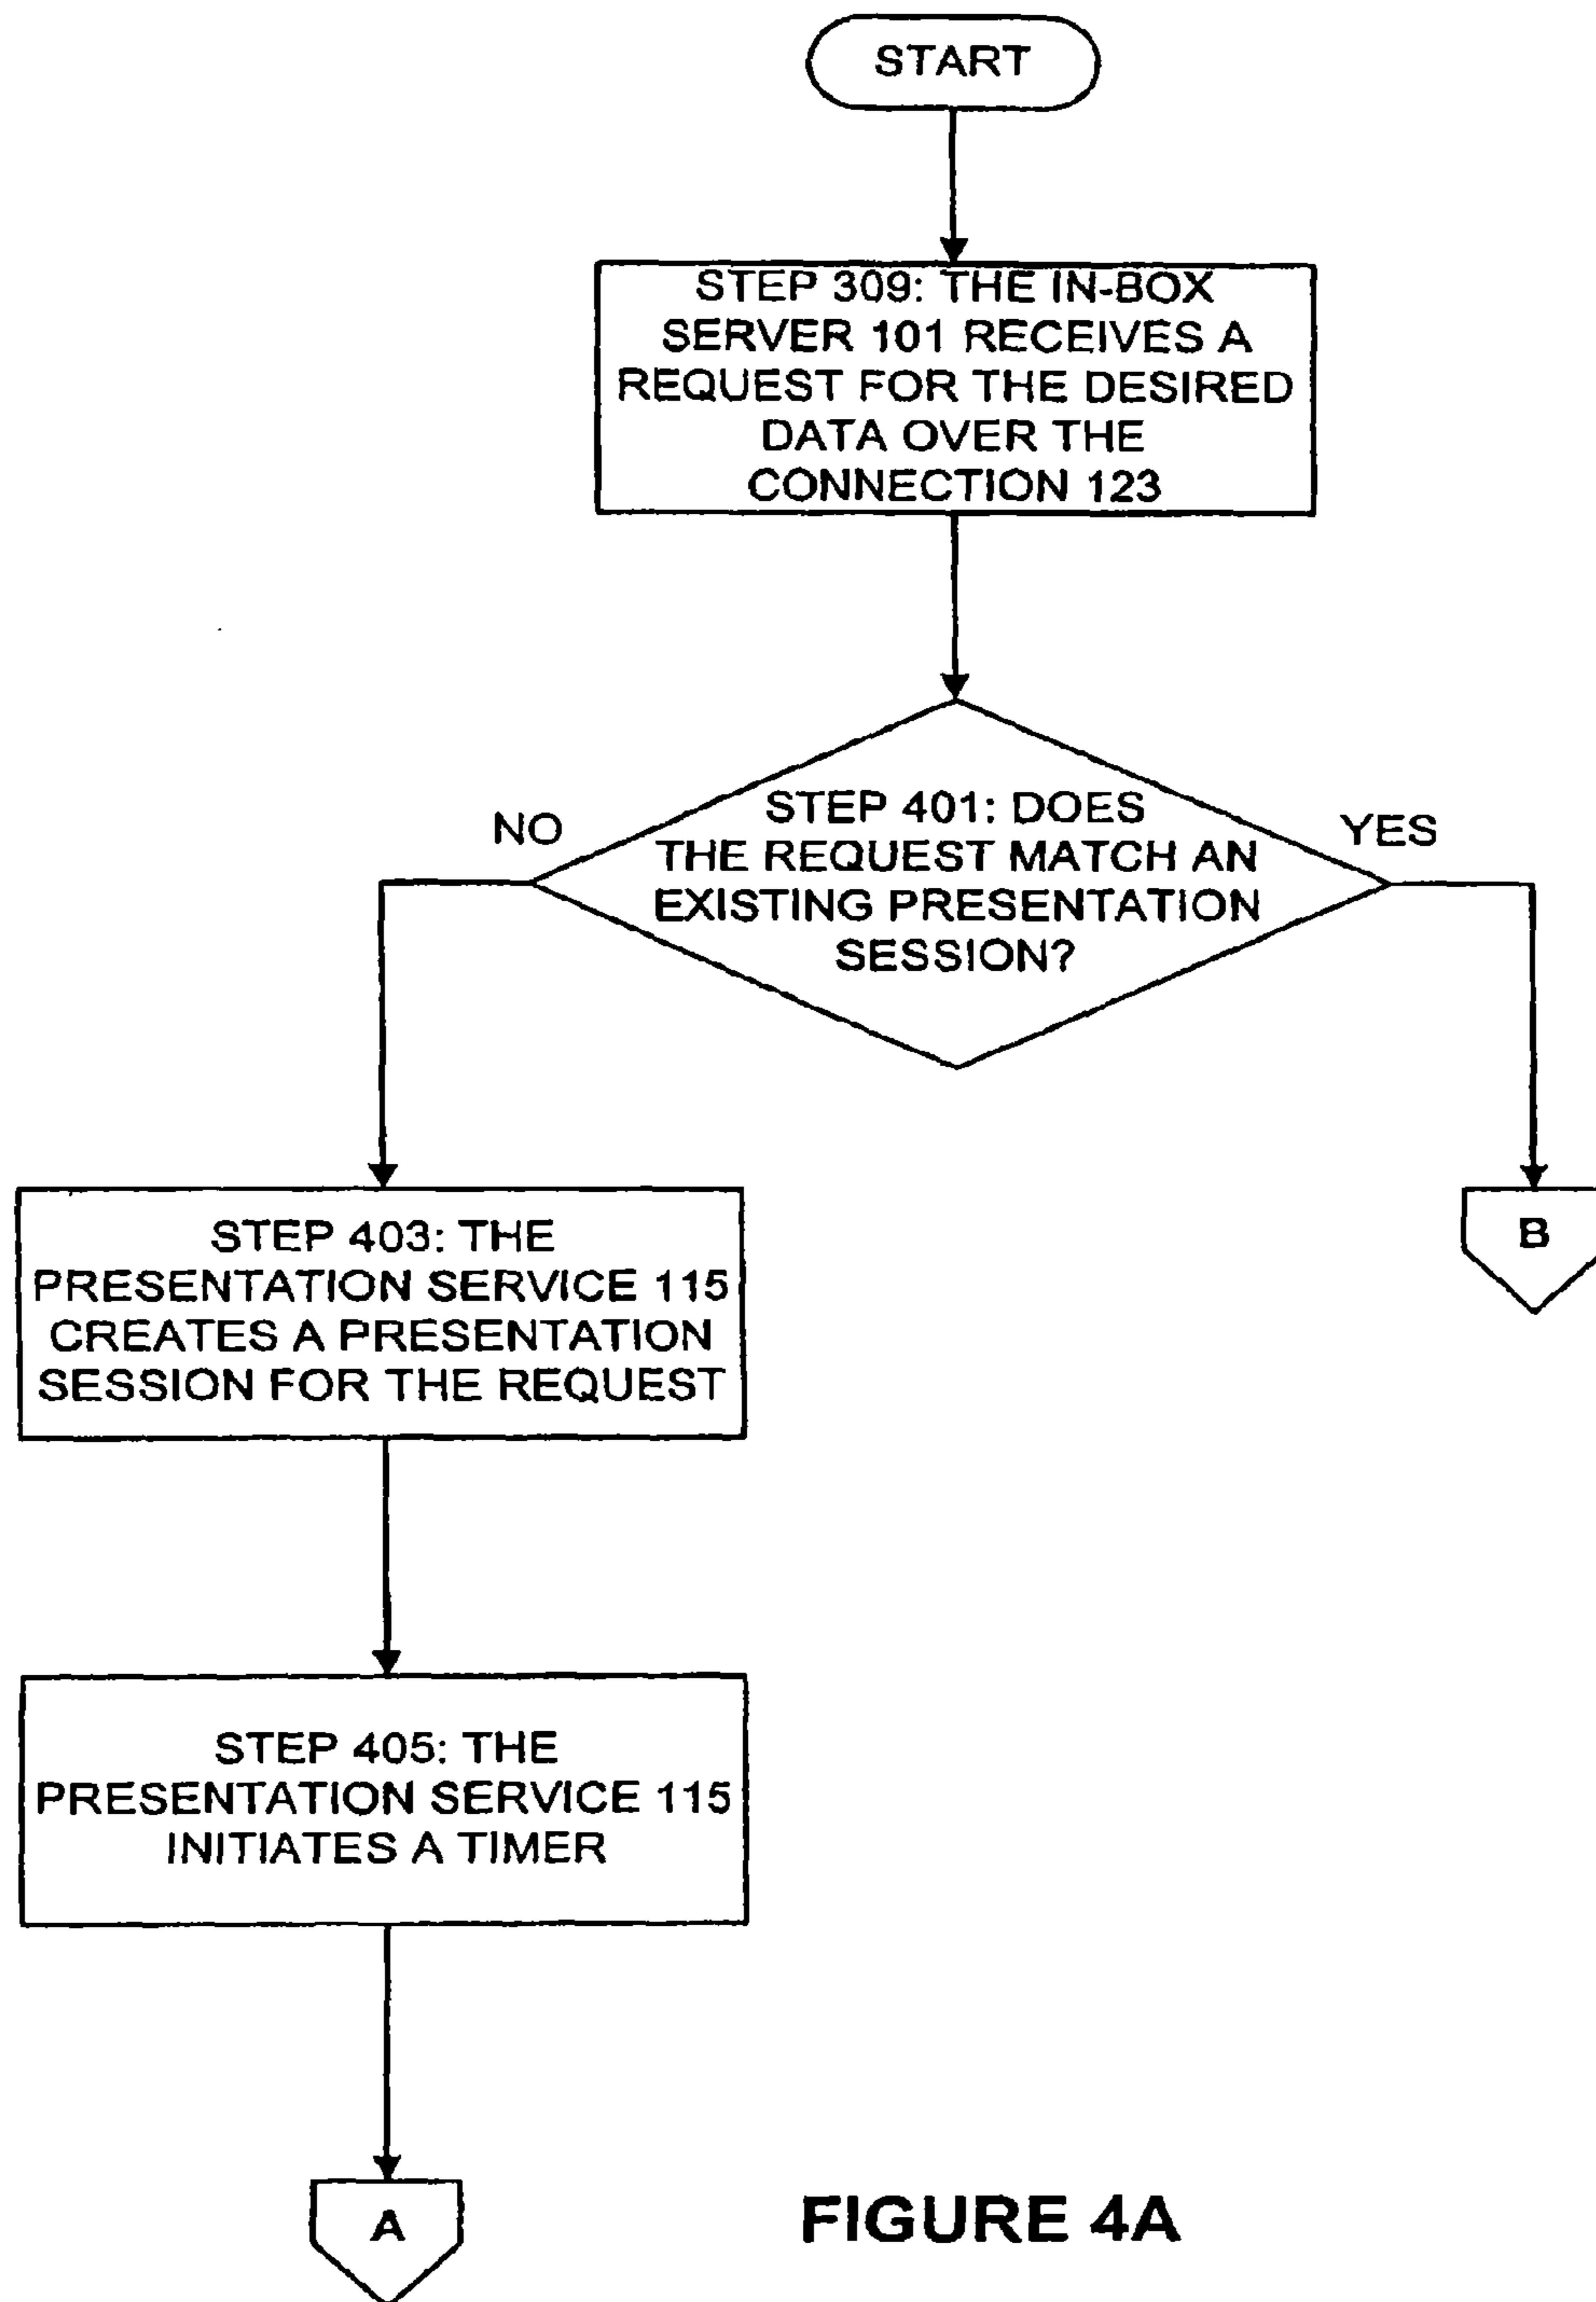 START
STEP 309: THE IN-BOX
SERVER 101 RECEIVES A
REQUEST FOR THE DESIRED
DATA OVER THE
CONNECTION 123
NO
STEP 401: DOES
THE REQUEST MATCH AN
EXISTING PRESENTATION
SESSION?
YES
STEP 403: THE
PRESENTATION SERVICE 115
CREATES A PRESENTATION
SESSION FOR THE REQUEST
B
STEP 405: THE
PRESENTATION SERVICE 115
INITIATES A TIMER
A
FIGURE 4A